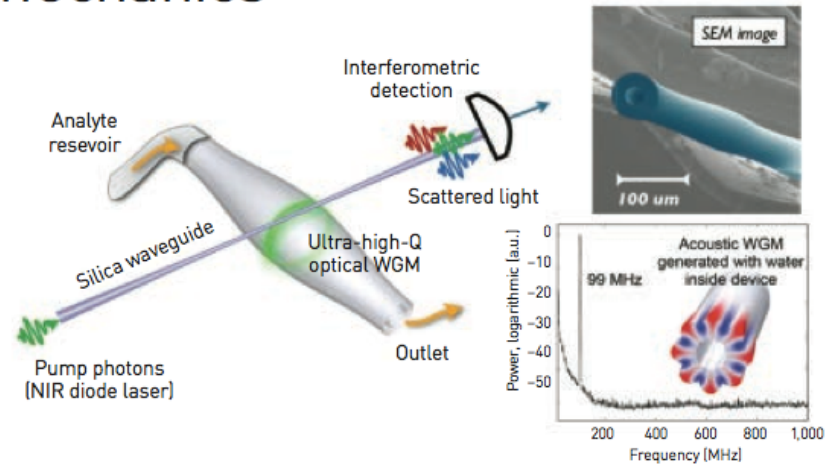 Interferometric
detection
Analyte
resevoir
Scattered light
Silica waveguide
Ultra-high-Q
optical WGM
Pump photons
(NIR diode laser)
Outlet
SEM image
100 um
Power, logarithmic (a.u.)
0
−10
−20
−30
−40
−50
Acoustic WGM
generated with water
inside device
99 MHz
200 400 600 800 1,000
Frequency (MHz)